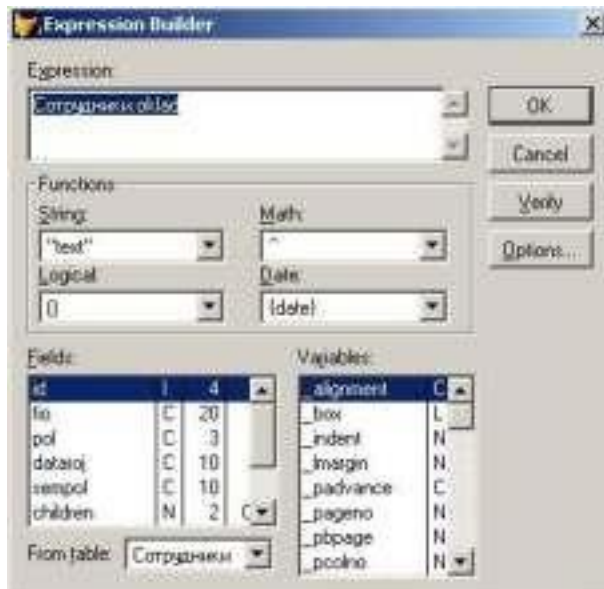 Expression Builder
Expression:
Сотрудники.oklad
OK
Cancel
Verify
Options...
Functions
String:
"text"
Math:
^
Logical:
()
Date:
{date}
Fields:
id I 4
fio C 20
pol C 3
dataroj C 10
sempol C 10
children N 2
Variables:
_alignment C
_box L
_indent N
_lmargin N
_padvance C
_pageno N
_pbpage N
_pcolno N
From table: Сотрудники